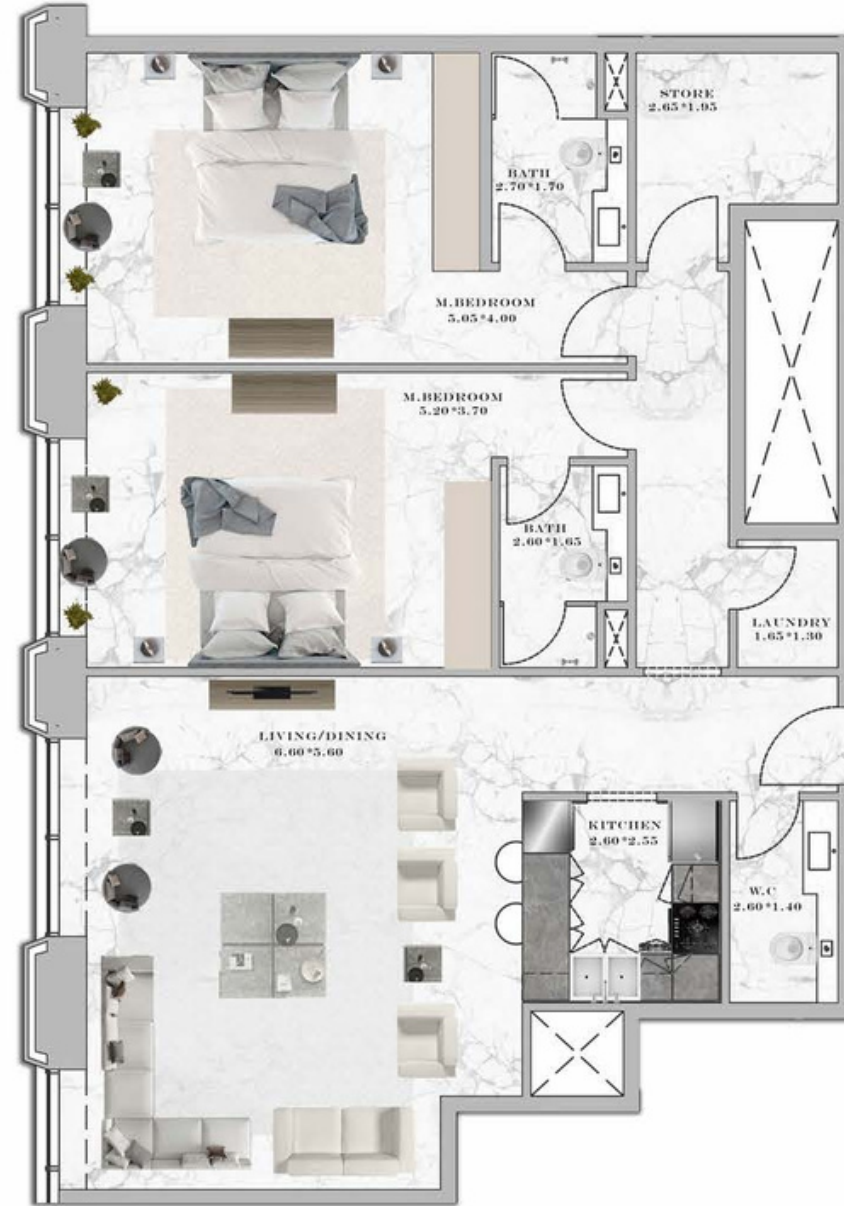 STORE
2.65*1.95
BATH
2.70*1.70
M.BEDROOM
5.05*4.00
M.BEDROOM
5.20*3.70
BATH
2.60*1.65
LAUNDRY
1.65*1.30
LIVING/DINING
6.60*5.60
KITCHEN
2.60*2.55
W.C
2.60*1.40